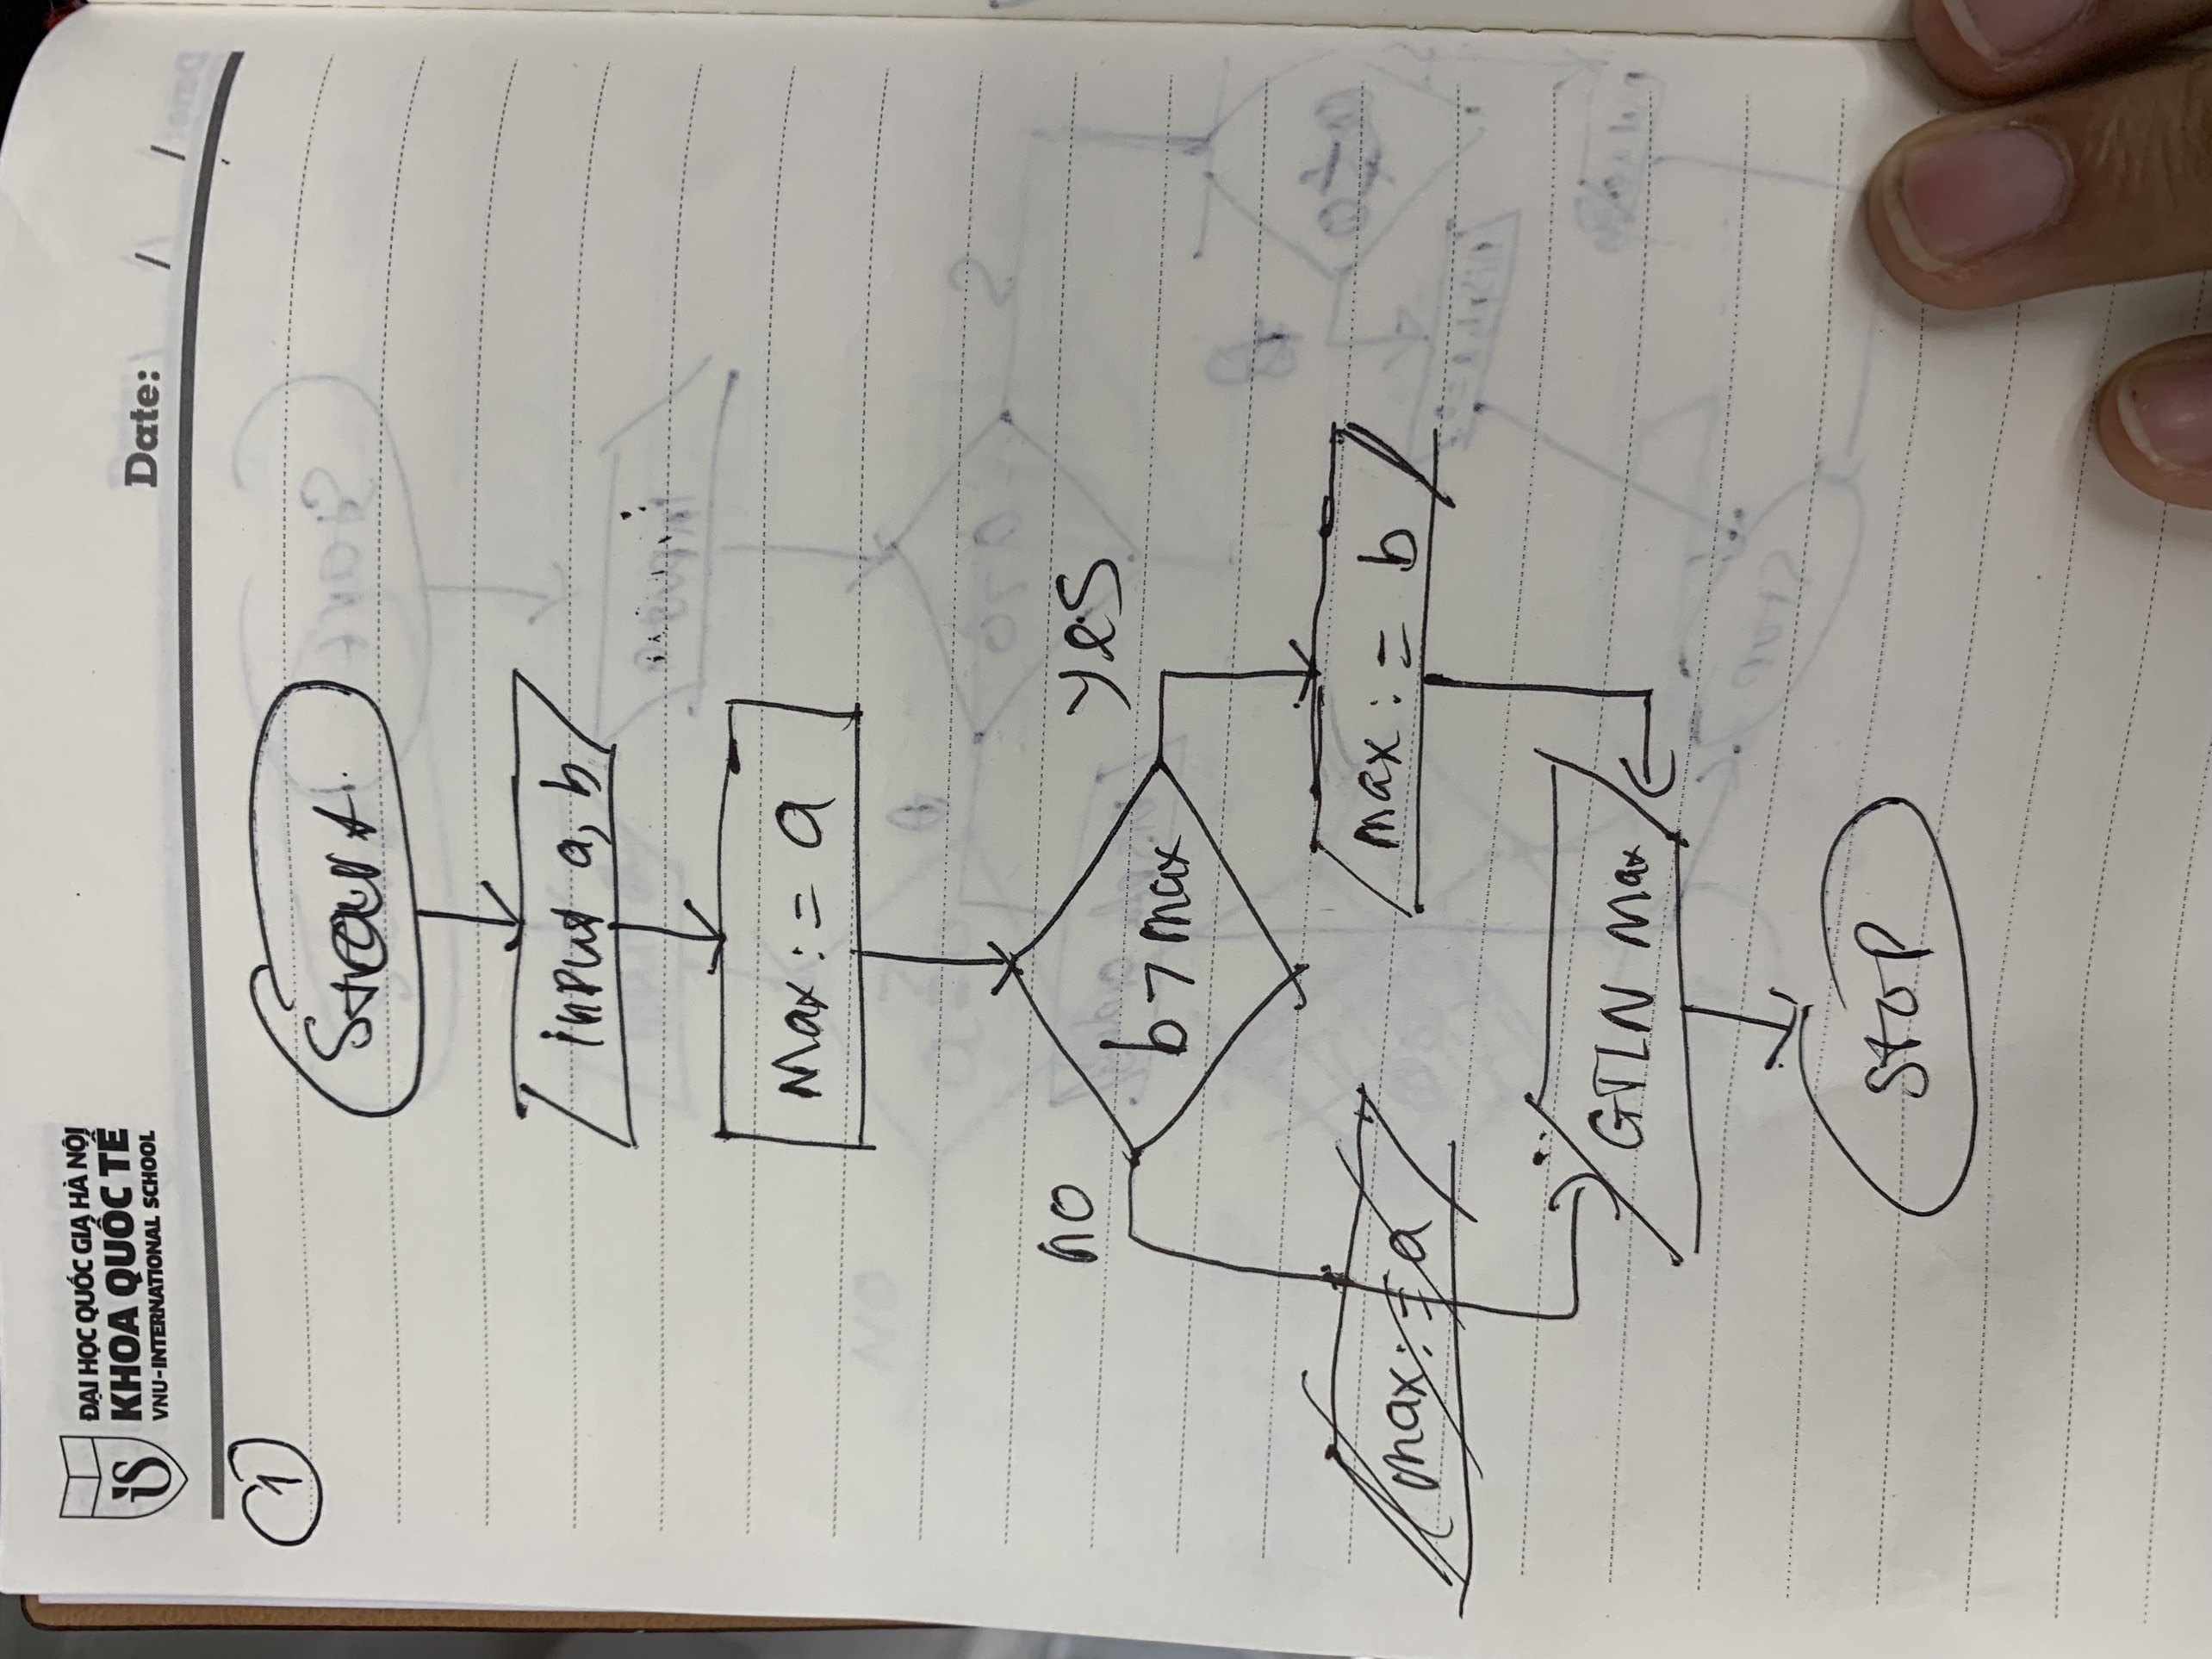 ĐẠI HỌC QUỐC GIA HÀ NỘI
KHOA QUỐC TẾ
VNU-INTERNATIONAL SCHOOL
Date: / /
1
Start.
input a, b
Max := a
b > max
no
yes
max := a
max := b
GTLN Max
Stop